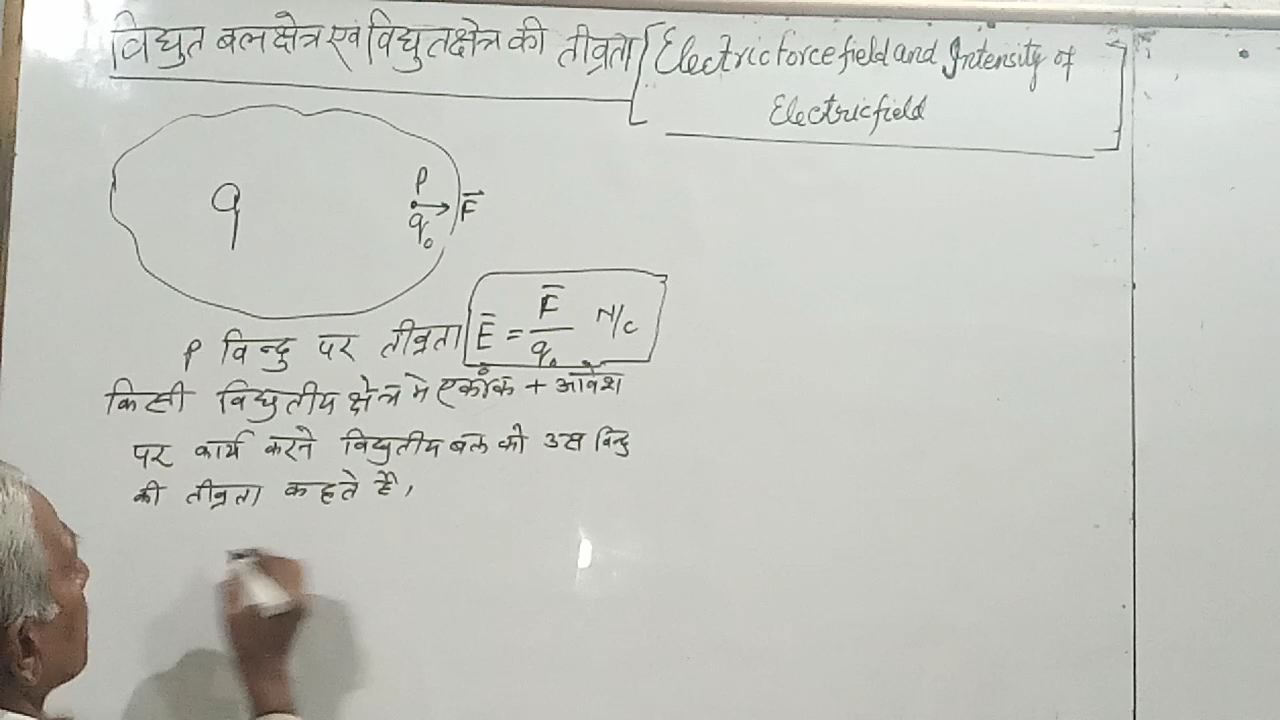 विद्युत बल क्षेत्र एवं विद्युत क्षेत्र की तीव्रता [Electric force field and Intensity of
Electric field]
q
P
q₀
F⃗
P विन्दु पर तीव्रता E̅ = F̅/q₀ N/C
किसी विद्युतीय क्षेत्र मे एकांक + आवेश
पर कार्य करने विद्युतीय बल को उस विन्दु
की तीव्रता कहते है,